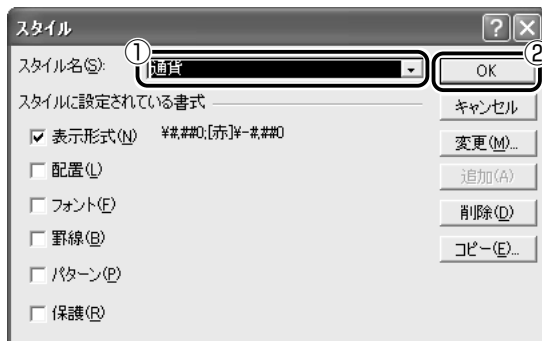 スタイル
①
②
スタイル名(S): 通貨
OK
スタイルに設定されている書式
キャンセル
表示形式(N) ¥#,##0;[赤]¥-#,##0
変更(M)...
配置(L)
追加(A)
フォント(F)
削除(D)
罫線(B)
コピー(E)...
パターン(P)
保護(R)